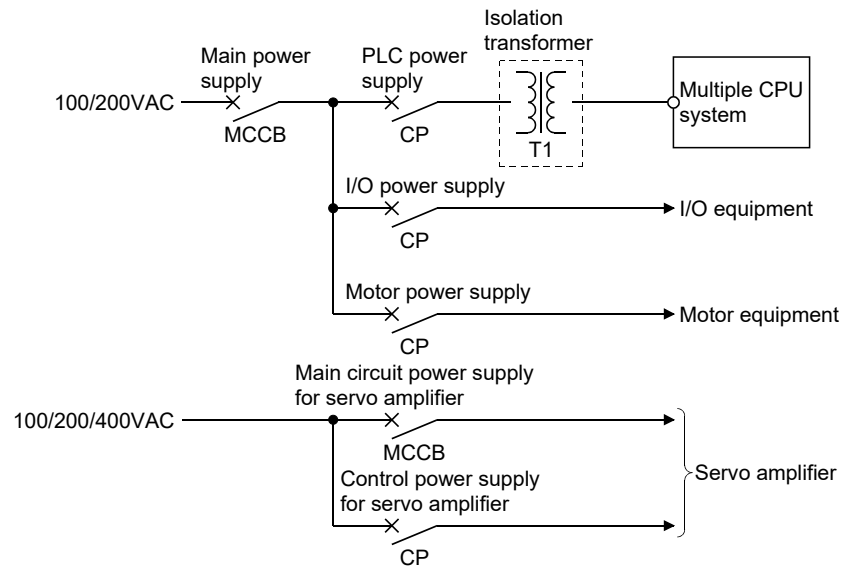 Isolation
transformer
Main power
supply
PLC power
supply
100/200VAC
MCCB
CP
T1
Multiple CPU
system
I/O power supply
CP
I/O equipment
Motor power supply
CP
Motor equipment
Main circuit power supply
for servo amplifier
100/200/400VAC
MCCB
Control power supply
for servo amplifier
CP
Servo amplifier